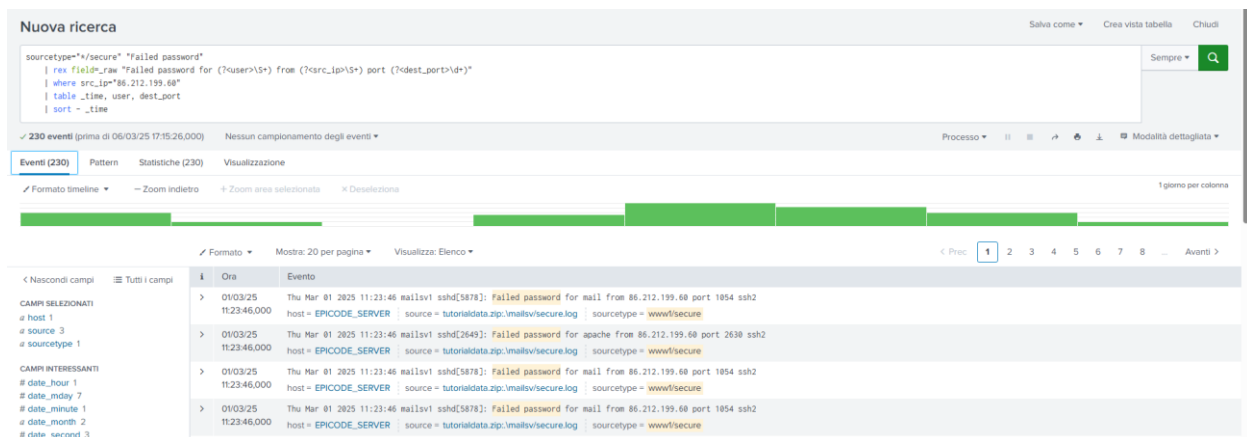 Nuova ricerca
Salva come ▾ Crea vista tabella Chiudi
sourcetype="*/secure" "Failed password"
| rex field=_raw "Failed password for (?<user>\S+) from (?<src_ip>\S+) port (?<dest_port>\d+)"
| where src_ip="86.212.199.60"
| table _time, user, dest_port
| sort - _time
Sempre ▾
✓ 230 eventi (prima di 06/03/25 17:15:26,000) Nessun campionamento degli eventi ▾
Processo ▾ Modalità dettagliata ▾
Eventi (230) Pattern Statistiche (230) Visualizzazione
Formato timeline ▾ — Zoom indietro + Zoom area selezionata × Deseleziona
1 giorno per colonna
Formato ▾ Mostra: 20 per pagina ▾ Visualizza: Elenco ▾
< Prec 1 2 3 4 5 6 7 8 ... Avanti >
< Nascondi campi Tutti i campi
CAMPI SELEZIONATI
a host 1
a source 3
a sourcetype 1
CAMPI INTERESSANTI
# date_hour 1
# date_mday 7
# date_minute 1
a date_month 2
# date_second 3
i Ora Evento
> 01/03/25 11:23:46,000 Thu Mar 01 2025 11:23:46 mailsv1 sshd[5878]: Failed password for mail from 86.212.199.60 port 1054 ssh2
host = EPICODE_SERVER source = tutorialdata.zip:.\mailsv/secure.log sourcetype = www1/secure
> 01/03/25 11:23:46,000 Thu Mar 01 2025 11:23:46 mailsv1 sshd[2649]: Failed password for apache from 86.212.199.60 port 2630 ssh2
host = EPICODE_SERVER source = tutorialdata.zip:.\mailsv/secure.log sourcetype = www1/secure
> 01/03/25 11:23:46,000 Thu Mar 01 2025 11:23:46 mailsv1 sshd[5878]: Failed password for mail from 86.212.199.60 port 1054 ssh2
host = EPICODE_SERVER source = tutorialdata.zip:.\mailsv/secure.log sourcetype = www1/secure
> 01/03/25 11:23:46,000 Thu Mar 01 2025 11:23:46 mailsv1 sshd[5878]: Failed password for mail from 86.212.199.60 port 1054 ssh2
host = EPICODE_SERVER source = tutorialdata.zip:.\mailsv/secure.log sourcetype = www1/secure